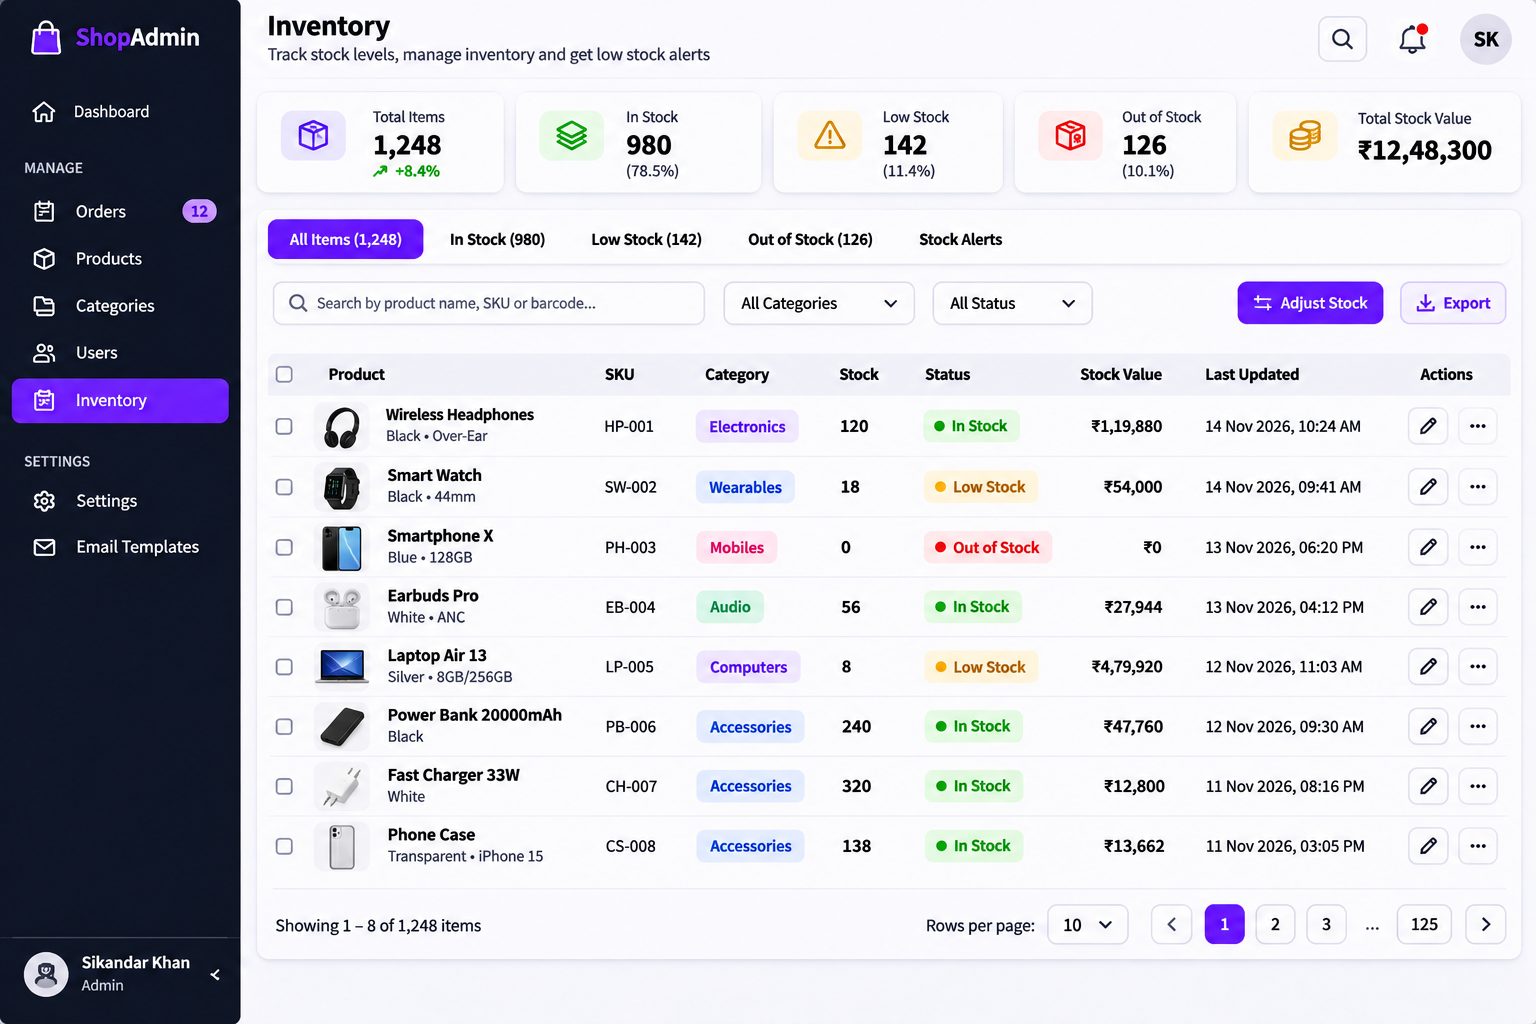 ShopAdmin
Dashboard
MANAGE
Orders 12
Products
Categories
Users
Inventory
SETTINGS
Settings
Email Templates
Sikandar Khan
Admin
Inventory
Track stock levels, manage inventory and get low stock alerts
SK
Total Items
1,248
+8.4%
In Stock
980
(78.5%)
Low Stock
142
(11.4%)
Out of Stock
126
(10.1%)
Total Stock Value
₹12,48,300
All Items (1,248) In Stock (980) Low Stock (142) Out of Stock (126) Stock Alerts
Search by product name, SKU or barcode... All Categories All Status Adjust Stock Export
Product SKU Category Stock Status Stock Value Last Updated Actions
Wireless Headphones
Black • Over-Ear
HP-001 Electronics 120 In Stock ₹1,19,880 14 Nov 2026, 10:24 AM
Smart Watch
Black • 44mm
SW-002 Wearables 18 Low Stock ₹54,000 14 Nov 2026, 09:41 AM
Smartphone X
Blue • 128GB
PH-003 Mobiles 0 Out of Stock ₹0 13 Nov 2026, 06:20 PM
Earbuds Pro
White • ANC
EB-004 Audio 56 In Stock ₹27,944 13 Nov 2026, 04:12 PM
Laptop Air 13
Silver • 8GB/256GB
LP-005 Computers 8 Low Stock ₹4,79,920 12 Nov 2026, 11:03 AM
Power Bank 20000mAh
Black
PB-006 Accessories 240 In Stock ₹47,760 12 Nov 2026, 09:30 AM
Fast Charger 33W
White
CH-007 Accessories 320 In Stock ₹12,800 11 Nov 2026, 08:16 PM
Phone Case
Transparent • iPhone 15
CS-008 Accessories 138 In Stock ₹13,662 11 Nov 2026, 03:05 PM
Showing 1 – 8 of 1,248 items Rows per page: 10 1 2 3 ... 125